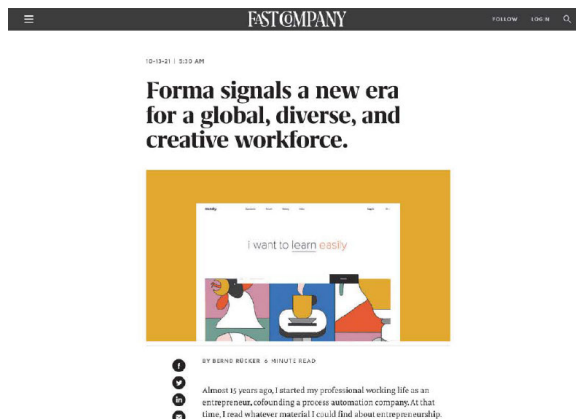 FAST COMPANY
FOLLOW LOGIN
10-13-21 | 5:30 AM
Forma signals a new era
for a global, diverse, and
creative workforce.
I want to learn easily
BY BERND RÜCKER 6 MINUTE READ
Almost 15 years ago, I started my professional working life as an
entrepreneur, cofounding a process automation company. At that
time, I read whatever material I could find about entrepreneurship.